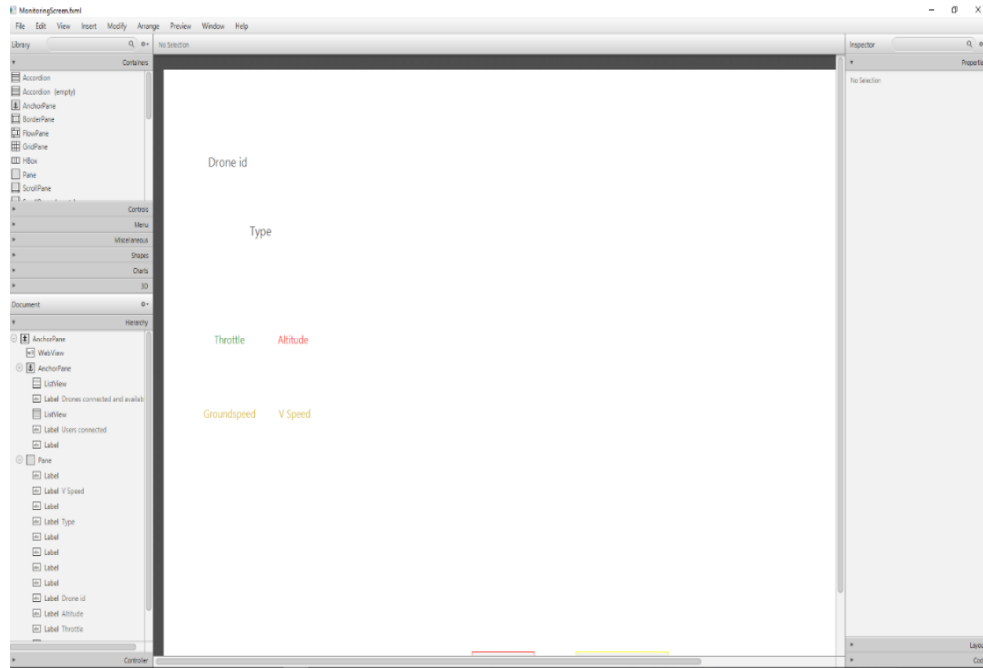 MonitoringScreen.fxml
File Edit View Insert Modify Arrange Preview Window Help
Library
No Selection
Inspector
Containers
Propertie
Accordion
No Selection
Accordion (empty)
AnchorPane
BorderPane
FlowPane
GridPane
HBox
Pane
ScrollPane
Controls
Menu
Miscellaneous
Shapes
Charts
3D
Document
Hierarchy
AnchorPane
WebView
AnchorPane
ListView
Label Drones connected and availab
ListView
Label Users connected
Label
Pane
Label
Label V Speed
Label
Label Type
Label
Label
Label
Label
Label Drone id
Label Altitude
Label Throttle
Controller
Drone id
Type
Throttle Altitude
Groundspeed V Speed
Layou
Cod